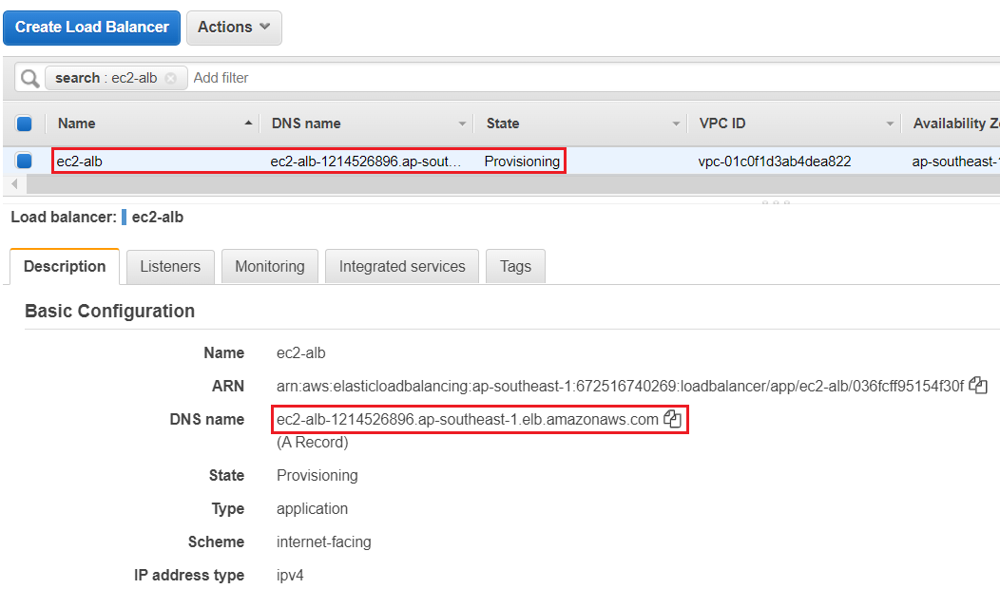 Create Load Balancer Actions
search : ec2-alb Add filter
Name DNS name State VPC ID Availability Z
ec2-alb ec2-alb-1214526896.ap-sout… Provisioning vpc-01c0f1d3ab4dea822 ap-southeast-1
Load balancer: ec2-alb
Description Listeners Monitoring Integrated services Tags
Basic Configuration
Name ec2-alb
ARN arn:aws:elasticloadbalancing:ap-southeast-1:672516740269:loadbalancer/app/ec2-alb/036fcff95154f30f
DNS name ec2-alb-1214526896.ap-southeast-1.elb.amazonaws.com
(A Record)
State Provisioning
Type application
Scheme internet-facing
IP address type ipv4